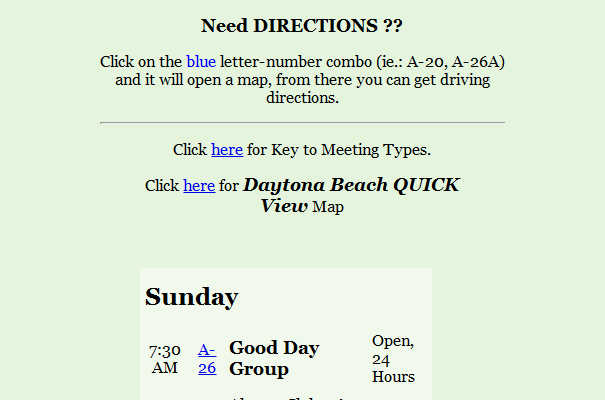 Need DIRECTIONS ??
Click on the blue letter-number combo (ie.: A-20, A-26A)
and it will open a map, from there you can get driving
directions.
Click here for Key to Meeting Types.
Click here for Daytona Beach QUICK
View Map
Sunday
7:30 AM A-26 Good Day Group Open, 24 Hours